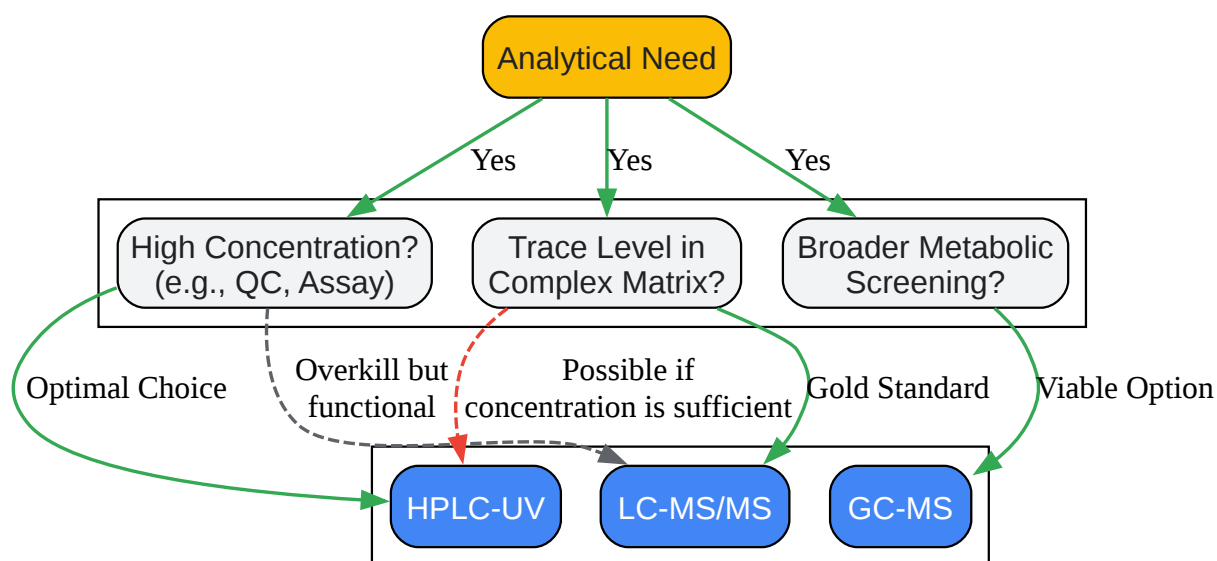 Analytical Need
Yes
Yes
Yes
High Concentration?
(e.g., QC, Assay)
Trace Level in
Complex Matrix?
Broader Metabolic
Screening?
Optimal Choice
Overkill but
functional
Possible if
concentration is sufficient
Gold Standard
Viable Option
HPLC-UV
LC-MS/MS
GC-MS